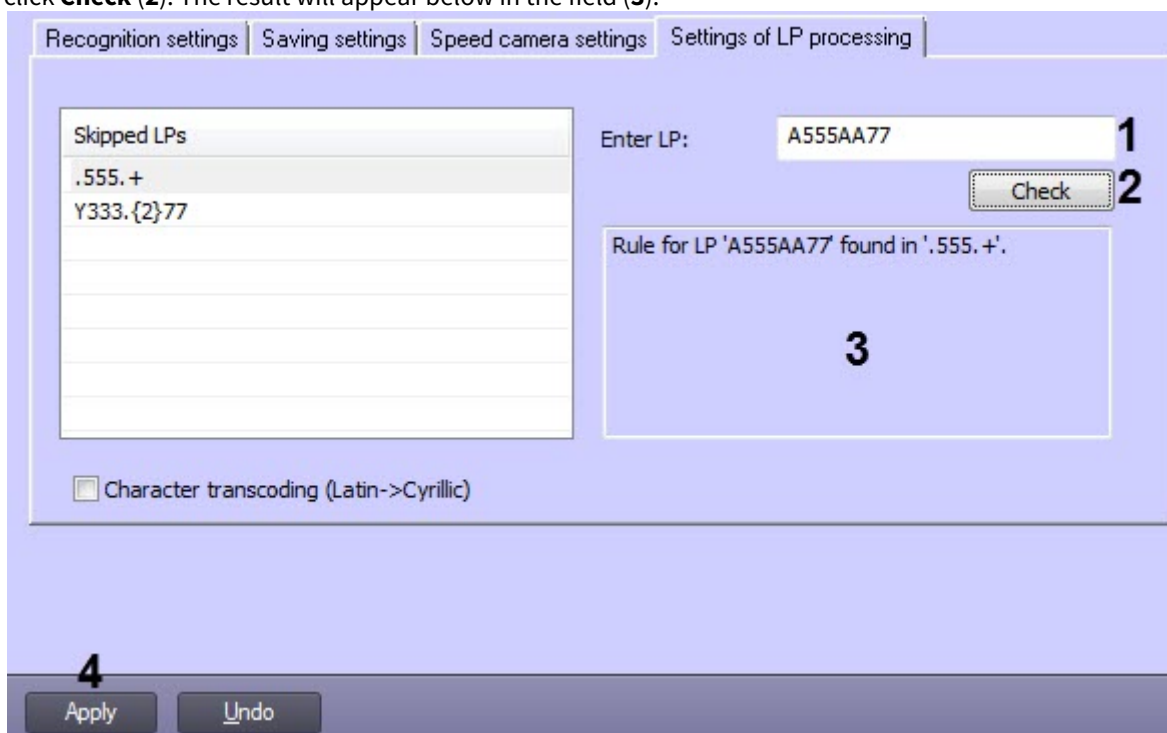 click Check (2). The result will appear below in the field (3).
Recognition settings Saving settings Speed camera settings Settings of LP processing
Skipped LPs
.555.+
Y333.{2}77
Enter LP: A555AA77 1
Check 2
Rule for LP 'A555AA77' found in '.555.+'.
3
Character transcoding (Latin->Cyrillic)
4
Apply Undo